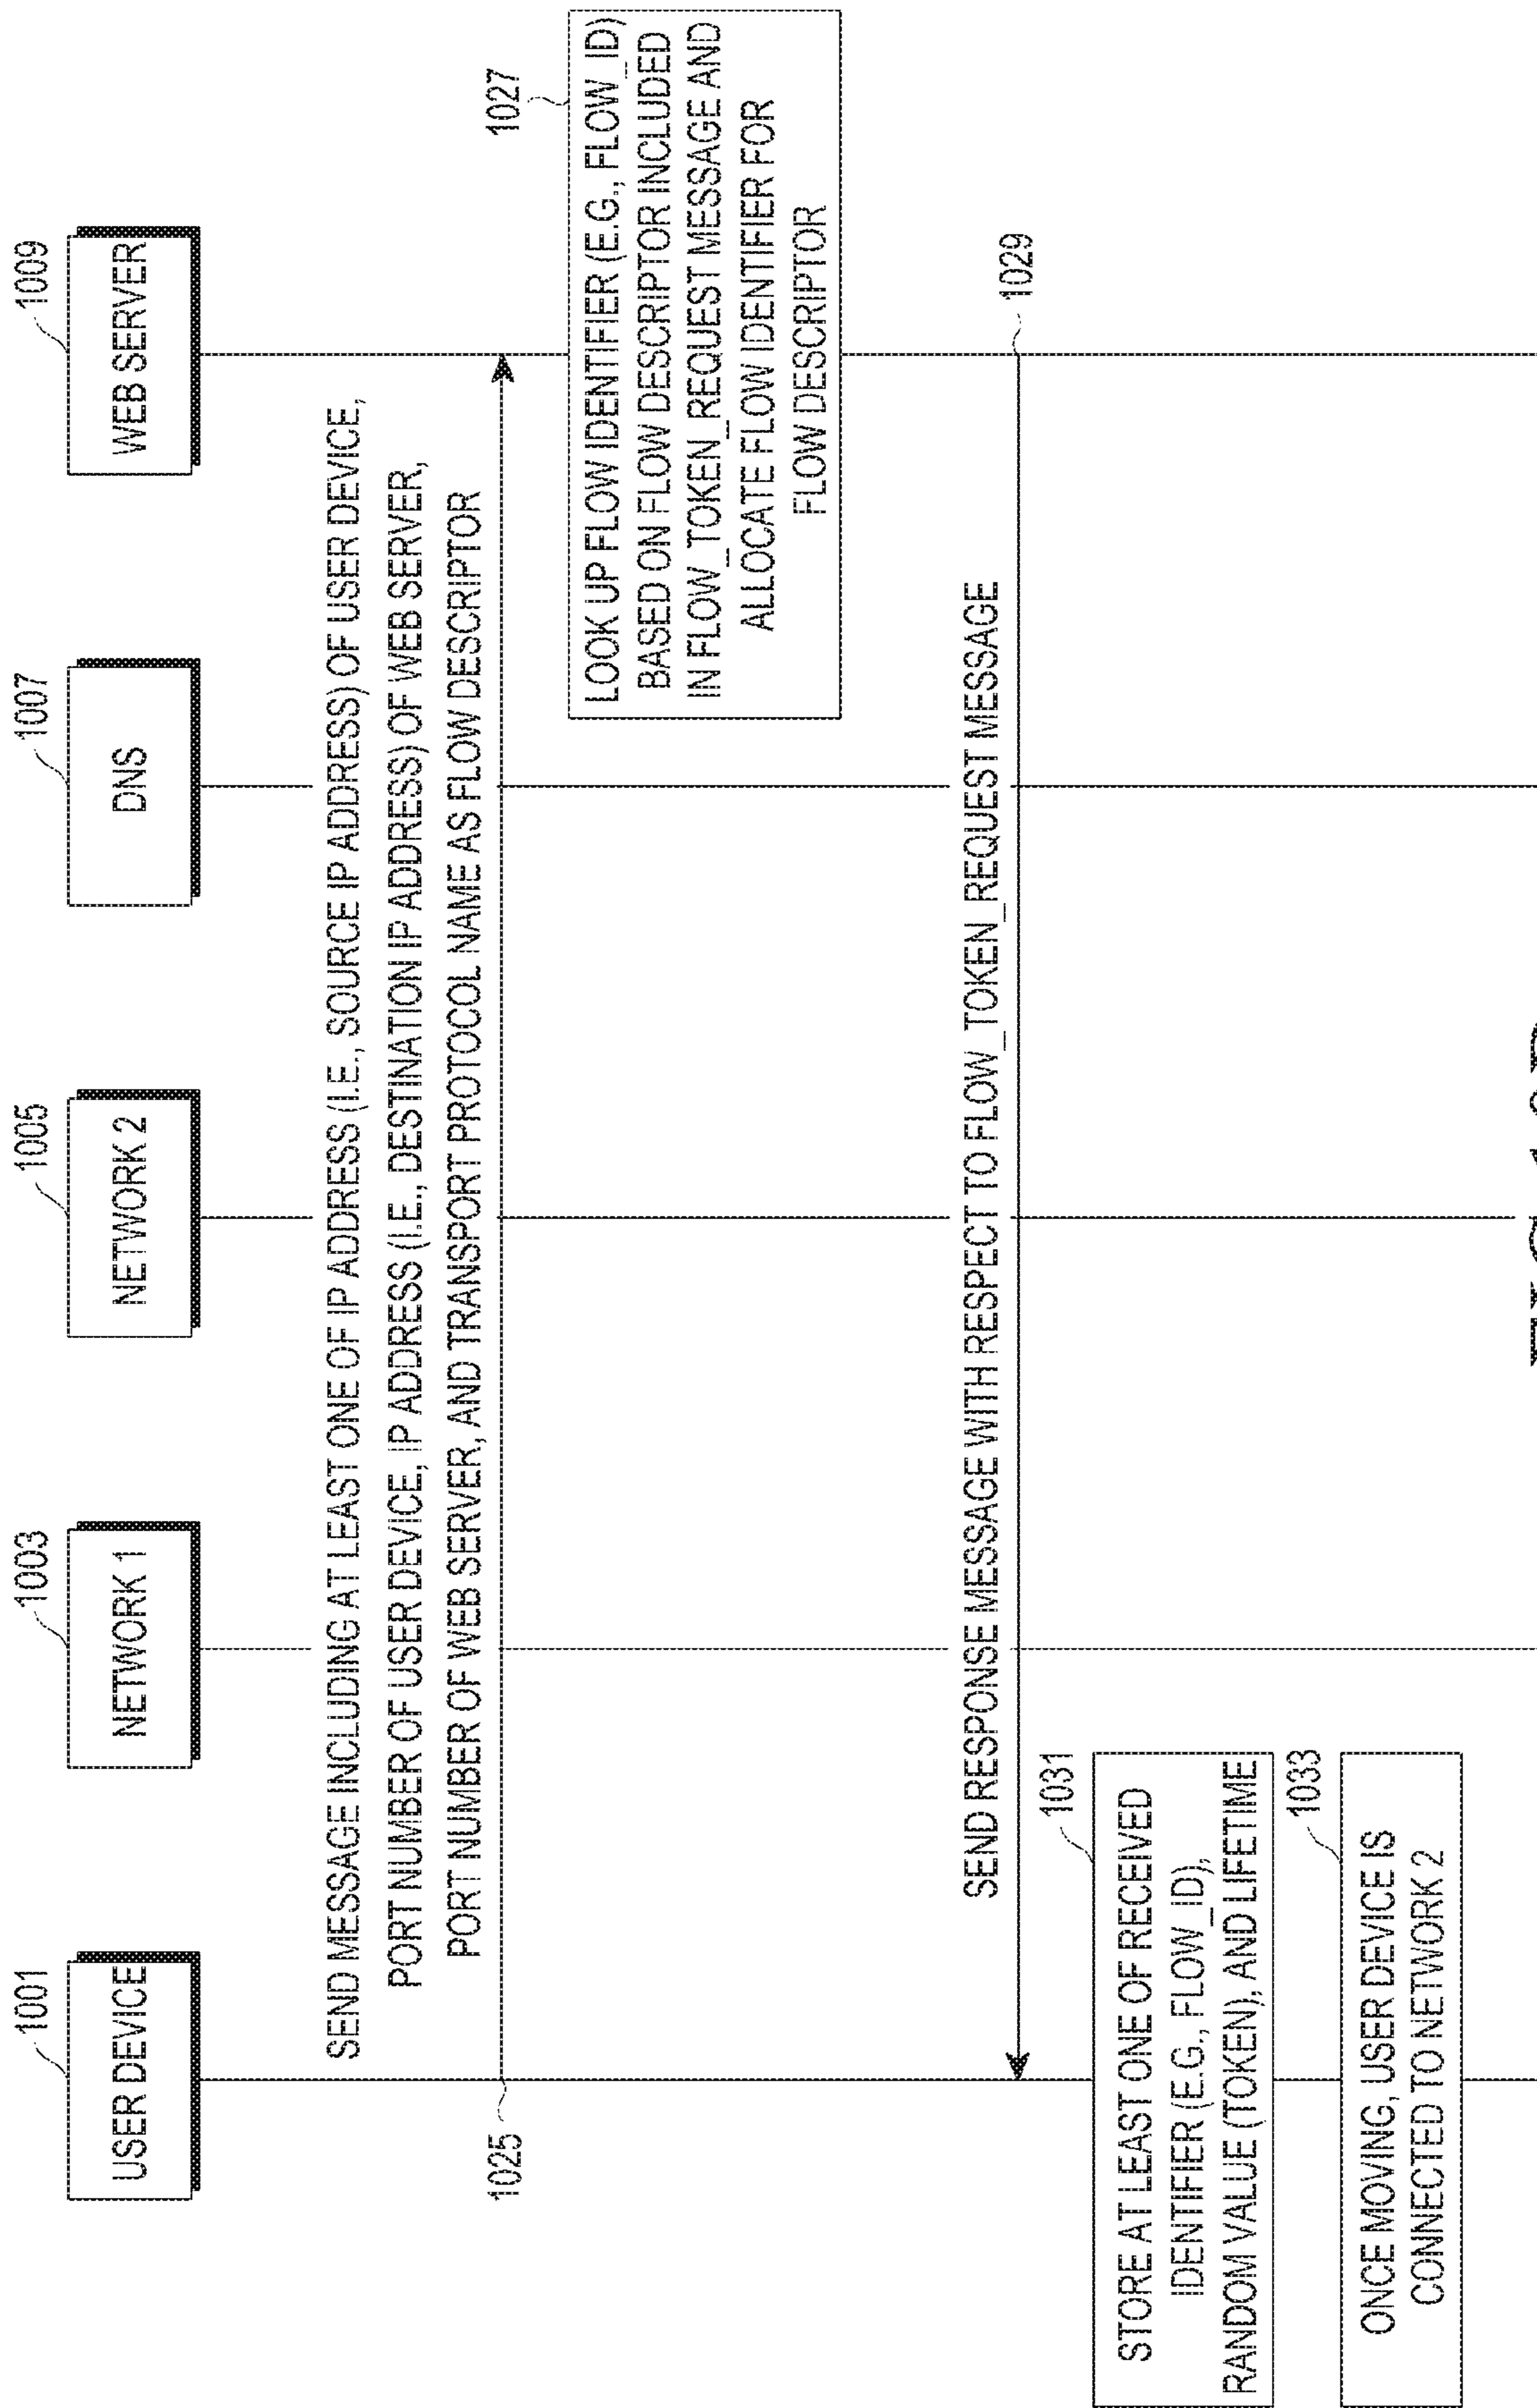 1001
1003
1005
1007
1009
USER DEVICE
NETWORK 1
NETWORK 2
DNS
WEB SERVER
SEND MESSAGE INCLUDING AT LEAST ONE OF IP ADDRESS (I.E., SOURCE IP ADDRESS) OF USER DEVICE,
PORT NUMBER OF USER DEVICE, IP ADDRESS (I.E., DESTINATION IP ADDRESS) OF WEB SERVER,
PORT NUMBER OF WEB SERVER, AND TRANSPORT PROTOCOL NAME AS FLOW DESCRIPTOR
1025
1027
LOOK UP FLOW IDENTIFIER (E.G., FLOW_ID)
BASED ON FLOW DESCRIPTOR INCLUDED
IN FLOW_TOKEN_REQUEST MESSAGE AND
ALLOCATE FLOW IDENTIFIER FOR
FLOW DESCRIPTOR
SEND RESPONSE MESSAGE WITH RESPECT TO FLOW_TOKEN_REQUEST MESSAGE
1029
1031
STORE AT LEAST ONE OF RECEIVED
IDENTIFIER (E.G., FLOW_ID),
RANDOM VALUE (TOKEN), AND LIFETIME
1033
ONCE MOVING, USER DEVICE IS
CONNECTED TO NETWORK 2